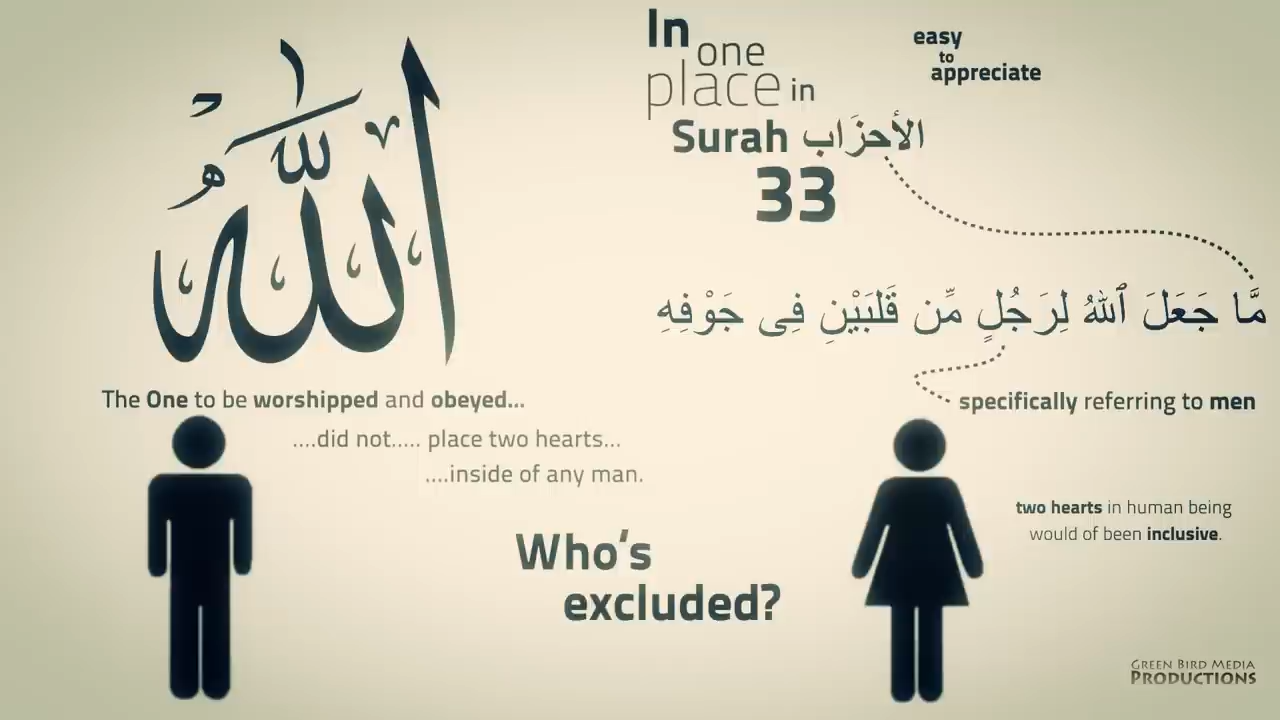 اللّٰهُ
In
one
place in
Surah الأحزَاب
33
easy
to
appreciate
مَّا جَعَلَ ٱللهُ لِرَجُلٍ مِّن قَلْبَيْنِ فِى جَوْفِهِ
The One to be worshipped and obeyed...
....did not..... place two hearts...
....inside of any man.
specifically referring to men
two hearts in human being
would of been inclusive.
Who's
excluded?
GREEN BIRD MEDIA
PRODUCTIONS